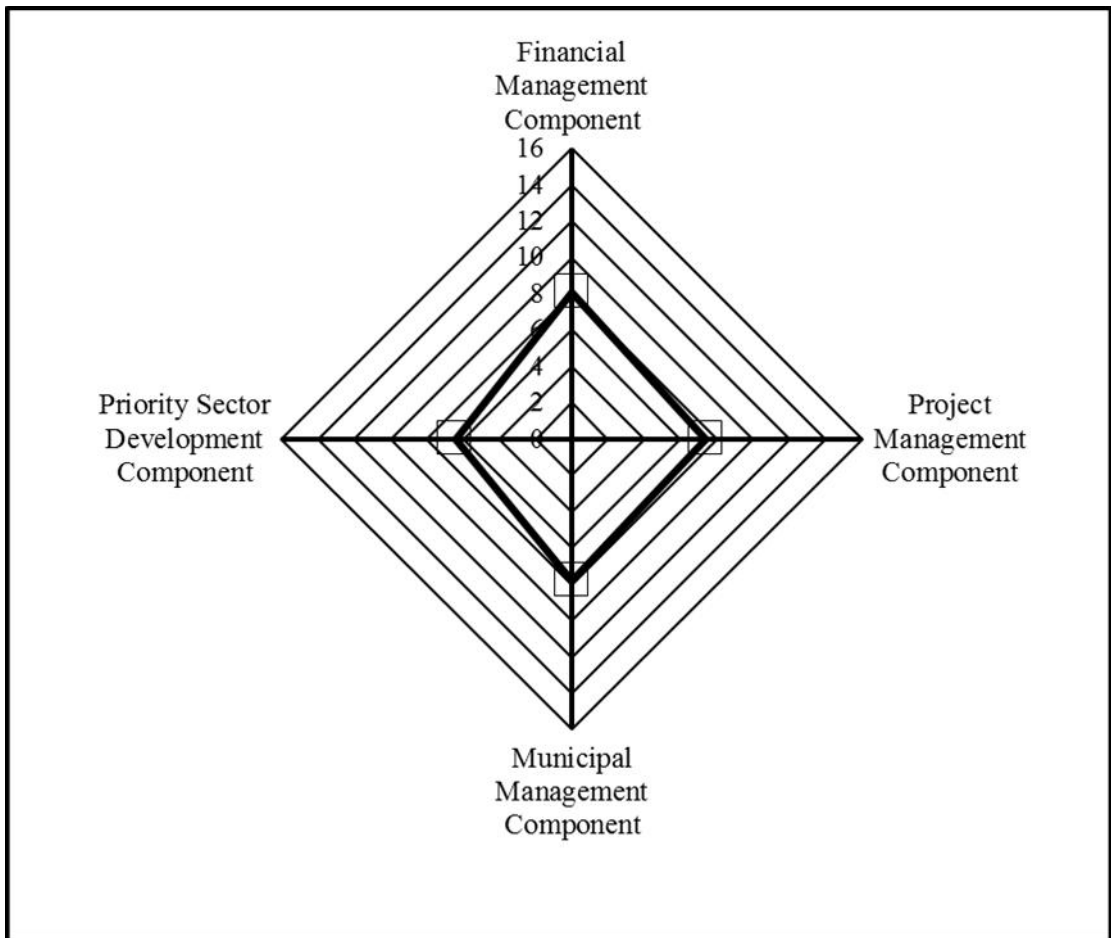 Financial
Management
Component
16
14
12
10
8
6
4
2
0
Priority Sector
Development
Component
Project
Management
Component
Municipal
Management
Component